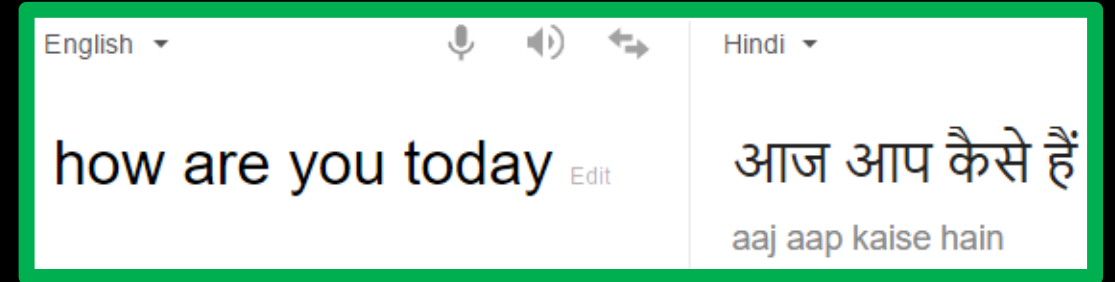 English
Hindi
how are you today Edit
आज आप कैसे हैं
aaj aap kaise hain